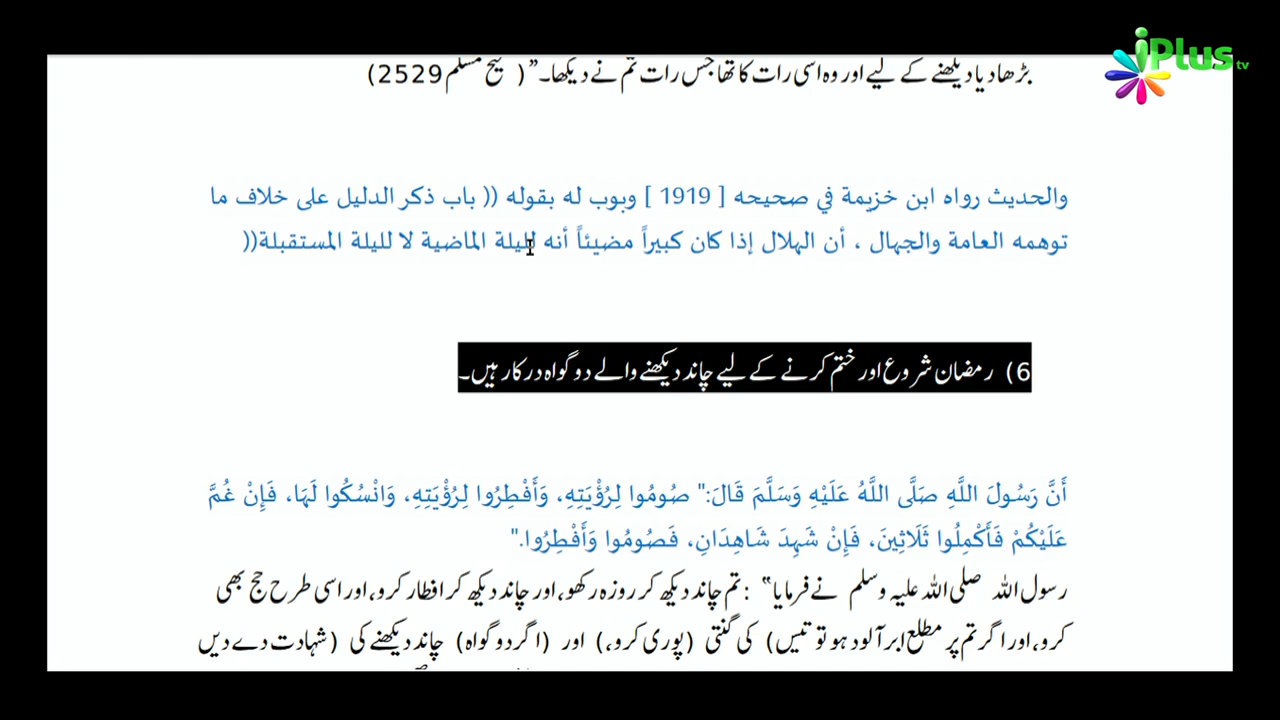 iPlus tv
بڑھا دیا دیکھنے کے لیے اور وہ اسی رات کا تھا جس رات تم نے دیکھا۔" (صحیح مسلم 2529)
والحديث رواه ابن خزيمة في صحيحه [ 1919 ] وبوب له بقوله (( باب ذكر الدليل على خلاف ما
توهمه العامة والجهال ، أن الهلال إذا كان كبيراً مضيئاً أنه لليلة الماضية لا لليلة المستقبلة((
6) رمضان شروع اور ختم کرنے کے لیے چاند دیکھنے والے دو گواہ درکار ہیں۔
أَنَّ رَسُولَ اللَّهِ صَلَّى اللَّهُ عَلَيْهِ وَسَلَّمَ قَالَ:" صُومُوا لِرُؤْيَتِهِ، وَأَفْطِرُوا لِرُؤْيَتِهِ، وَانْسُكُوا لَهَا، فَإِنْ غُمَّ
عَلَيْكُمْ فَأَكْمِلُوا ثَلَاثِينَ، فَإِنْ شَهِدَ شَاهِدَانِ، فَصُومُوا وَأَفْطِرُوا."
رسول اللہ صلی اللہ علیہ وسلم نے فرمایا" :تم چاند دیکھ کر روزہ رکھو، اور چاند دیکھ کر افطار کرو، اور اسی طرح حج بھی
کرو، اور اگر تم پر مطلع ابر آلود ہو تو تیس) کی گنتی (پوری کرو،) اور (اگر دو گواہ) چاند دیکھنے کی (شہادت دے دیں